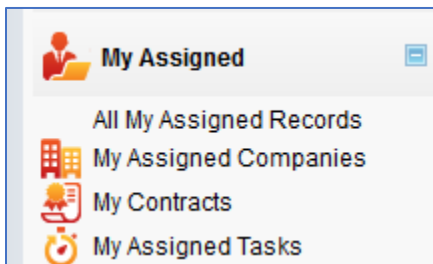 My Assigned
All My Assigned Records
My Assigned Companies
My Contracts
My Assigned Tasks